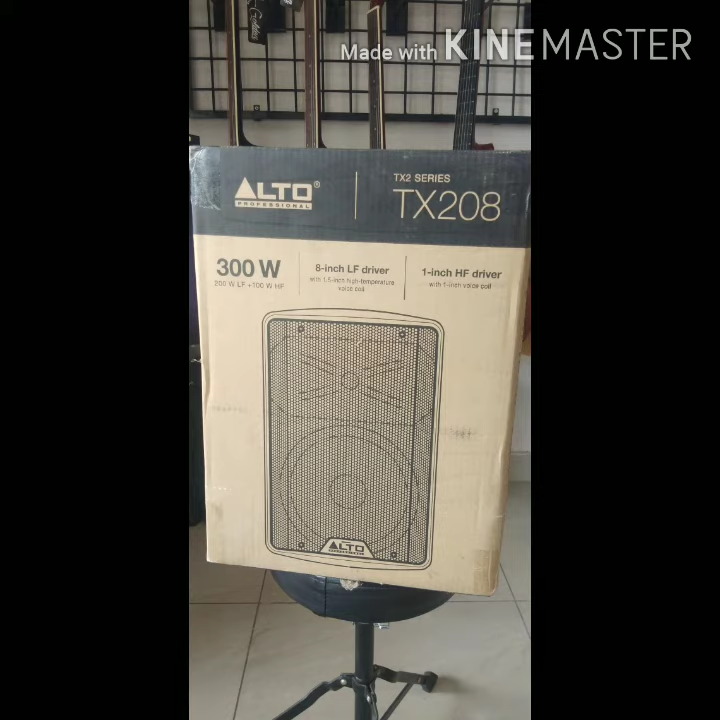 Made with KINEMASTER
ALTO®
PROFESSIONAL
TX2 SERIES
TX208
300 W
200 W LF +100 W HF
8-inch LF driver
with 1.5-inch high-temperature
voice coil
1-inch HF driver
with 1-inch voice coil
ALTO